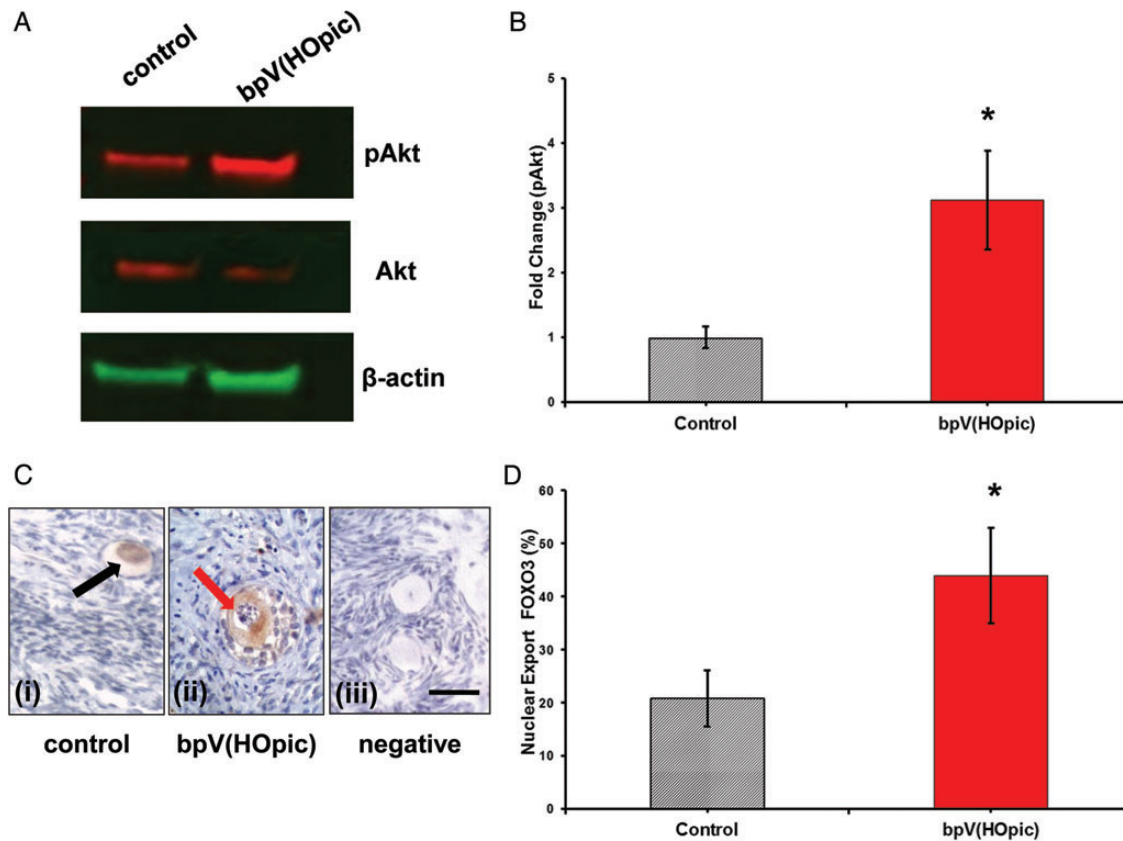 A
control
bpV(HOpic)
pAkt
Akt
β-actin
B
Fold Change (pAkt)
5
4
3
2
1
0
*
Control
bpV(HOpic)
C
(i)
(ii)
(iii)
control
bpV(HOpic)
negative
D
Nuclear Export FOXO3 (%)
60
50
40
30
20
10
0
*
Control
bpV(HOpic)